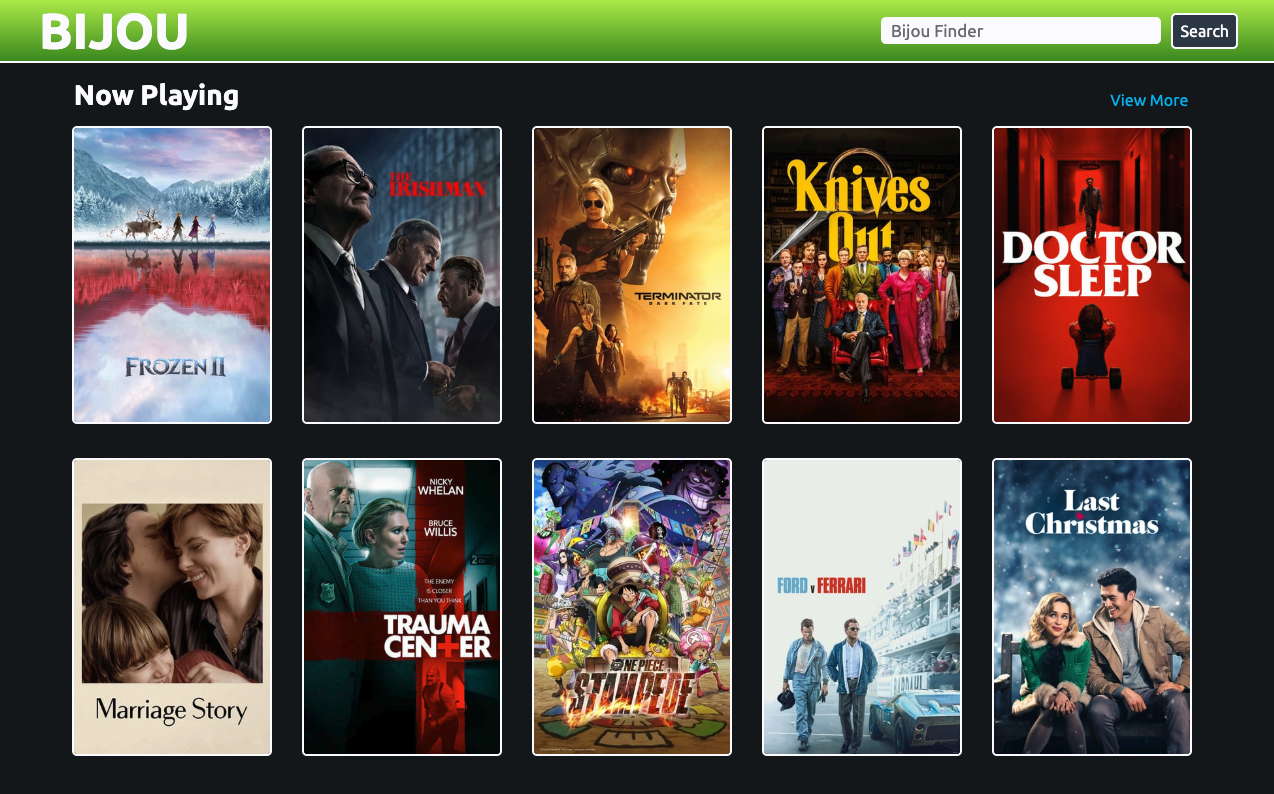 BIJOU
Bijou Finder
Search
Now Playing
View More
FROZEN II
THE
IRISHMAN
TERMINATOR
DARK FATE
Knives
Out
DOCTOR
SLEEP
Marriage Story
NICKY
WHELAN
BRUCE
WILLIS
THE ENEMY
IS CLOSER
THAN YOU THINK
TRAUMA
CENTER
ONE PIECE
STAMPEDE
FORD v FERRARI
Last
Christmas